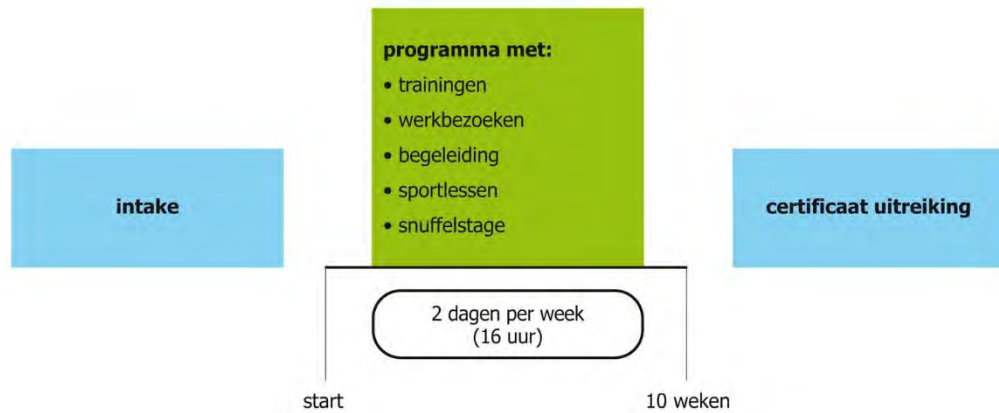 intake
programma met:
• trainingen
• werkbezoeken
• begeleiding
• sportlessen
• snuffelstage
certificaat uitreiking
2 dagen per week
(16 uur)
start
10 weken